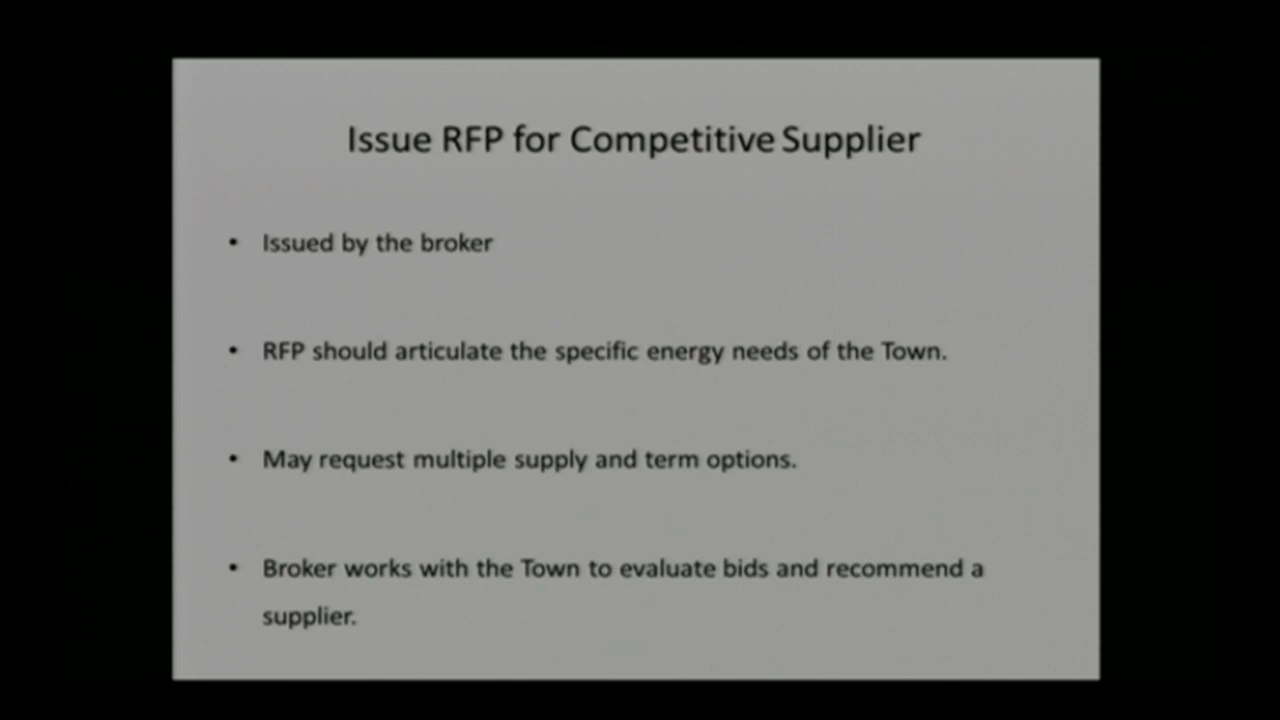 Issue RFP for Competitive Supplier
• Issued by the broker
• RFP should articulate the specific energy needs of the Town.
• May request multiple supply and term options.
• Broker works with the Town to evaluate bids and recommend a
supplier.